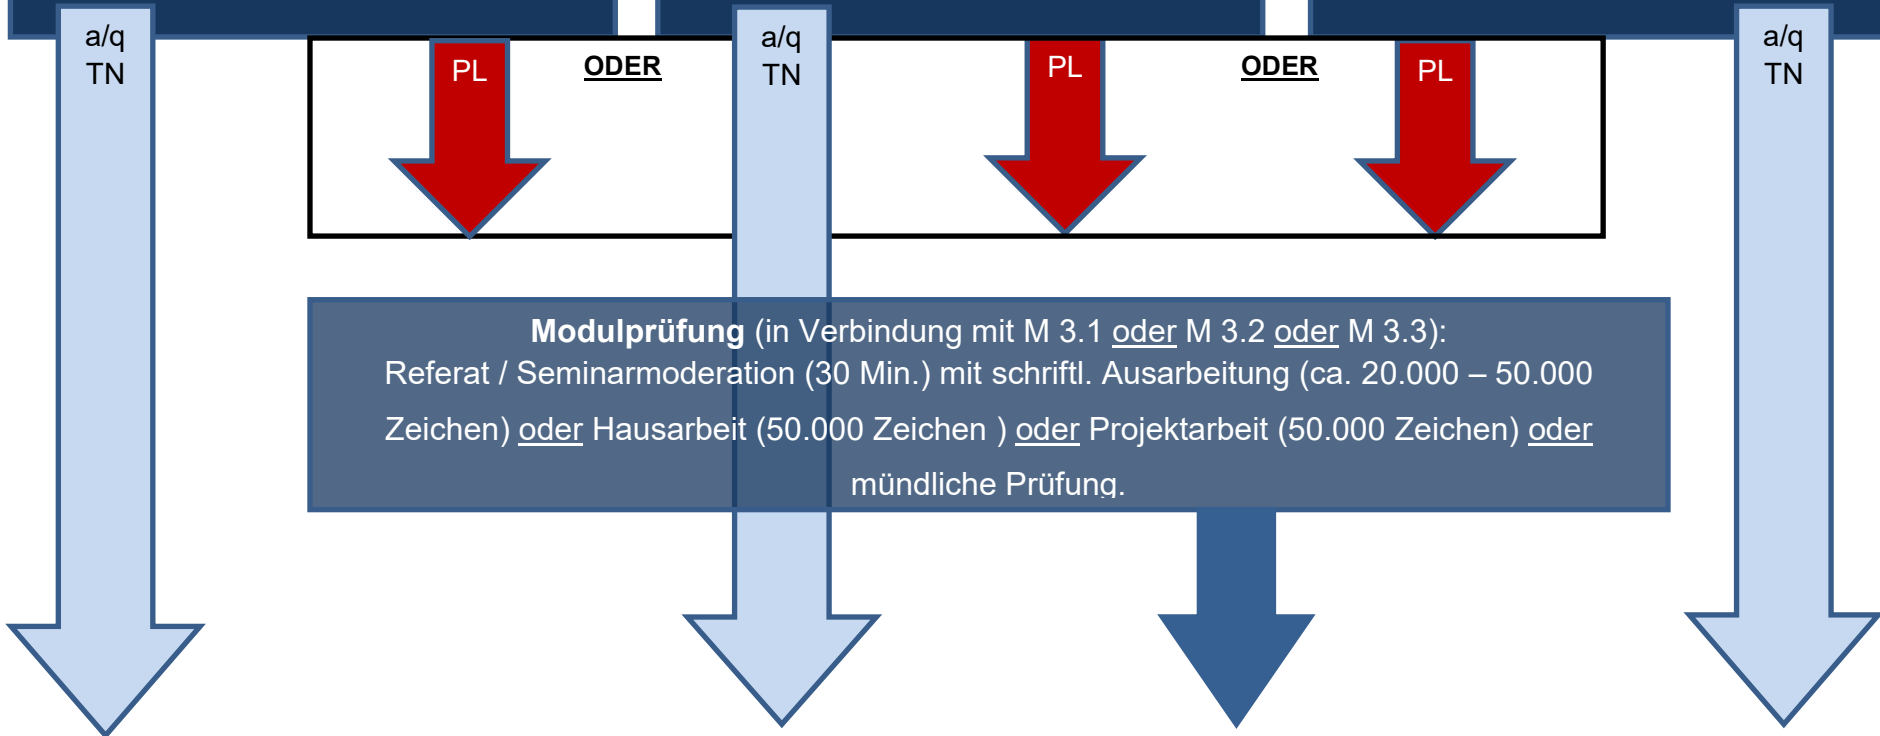 a/q
TN
PL
ODER
a/q
TN
PL
ODER
PL
a/q
TN
Modulprüfung (in Verbindung mit M 3.1 oder M 3.2 oder M 3.3):
Referat / Seminarmoderation (30 Min.) mit schriftl. Ausarbeitung (ca. 20.000 – 50.000
Zeichen) oder Hausarbeit (50.000 Zeichen ) oder Projektarbeit (50.000 Zeichen) oder
mündliche Prüfung.